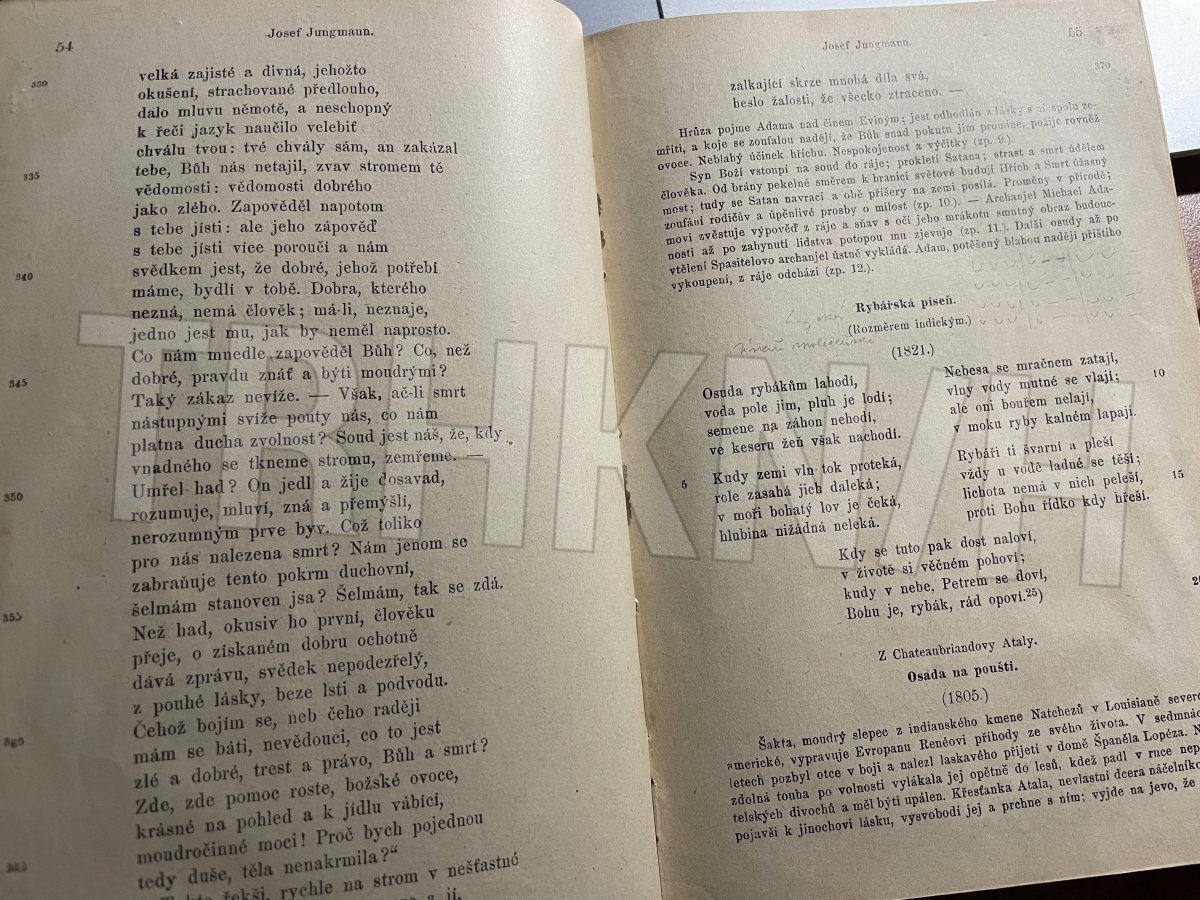 54
Josef Jungmann.
330
velká zajisté a divná, jehožto
okušení, strachované předlouho,
dalo mluvu němotě, a neschopný
k řeči jazyk naučilo velebiť
chválu tvou: tvé chvály sám, an zakázal
335
tebe, Bůh nás netajil, zvav stromem tě
vědomosti: vědomosti dobrého
jako zlého. Zapověděl napotom
s tebe jísti: ale jeho zápověď
s tebe jísti více poroučí a nám
340
svědkem jest, že dobré, jehož potřebí
máme, bydlí v tobě. Dobra, kterého
nezná, nemá člověk; má-li, neznaje,
jedno jest mu, jak by neměl naprosto.
Co nám mnedle zapověděl Bůh? Co, než
345
dobré, pravdu znáť a býti moudrými?
Taký zákaz neviže. — Však, ač-li smrt
nástupnými sviže pouty nás, co nám
platna ducha zvolnost? Soud jest náš, že, kdy
vnadného se tkneme stromu, zemřeme. —
350
Umřel had? On jedl a žije dosavad,
rozumuje, mluví, zná a přemýšlí,
nerozumným prve byv. Což toliko
pro nás nalezena smrt? Nám jenom se
zabraňuje tento pokrm duchovní,
355
šelmám stanoven jsa? Šelmám, tak se zdá.
Než had, okusiv ho první, člověku
přeje, o získaném dobru ochotně
dává zprávu, svědek nepodezřelý,
z pouhé lásky, beze lsti a podvodu.
360
Čehož bojím se, neb čeho raději
mám se báti, nevědouci, co to jest
zlé a dobré, trest a právo, Bůh a smrt?
Zde, zde pomoc roste, božské ovoce,
krásné na pohled a k jídlu vábící,
365
moudročinné moci! Proč bych pojednou
tedy duše, těla nenakrmila?“
řekši, rychle na strom v nešťastné
a jí,
Josef Jungmann.
55
370
zalkající skrze mnohá díla svá,
heslo žalosti, že všecko ztraceno. —
Hrůza pojme Adama nad činem Eviným; jest odhodlán z lásky s ní spolu ze-
mříti, a koje se zoufalou nadějí, že Bůh snad pokutu jim promine, požije rovněž
ovoce. Neblahý účinek hříchu. Nespokojenost a výčitky (zp. 9.).
Syn Boží vstoupí na soud do ráje; prokletí Satana; strast a smrt údělem
člověka. Od brány pekelné směrem k hranici světové budují Hřích a Smrt úžasný
most; tudy se Satan navrací a obě příšery na zemi posílá. Proměny v přírodě;
zoufání rodičův a úpěnlivé prosby o milost (zp. 10.). — Archanjel Michael Ada-
movi zvěstuje výpověď z ráje a sňav s očí jeho mrákotu smutný obraz budouc-
nosti až po zahynutí lidstva potopou mu zjevuje (zp. 11.). Další osudy až po
vtělení Spasitelovo archanjel ústně vykládá. Adam, potěšený blahou nadějí příštího
vykoupení, z ráje odchází (zp. 12.).
Rybářská píseň.
(Rozměrem indickým.)
(1821.)
Osuda rybákům lahodí,
voda pole jim, pluh je lodí;
semene na záhon nehodí,
ve keseru žeň však nachodí.
5
Kudy zemí vln tok proteká,
role zasahá jich daleká;
v moři bohatý lov je čeká,
hlubina nižádná neleká.
Nebesa se mračnem zatají,
10
vlny vody mutné se vlají;
ale oni bouřem nelají,
v moku ryby kalném lapají.
Rybáři ti švarní a pleší
vždy u vodě ladné se těší;
15
lichota nemá v nich peleší,
proti Bohu řídko kdy hřeší.
Kdy se tuto pak dost naloví,
v životě si věčném pohoví;
kudy v nebe, Petrem se doví,
Bohu je, rybák, rád opoví.²⁵)
Z Chateaubriandovy Ataly.
Osada na poušti.
(1805.)
Šakta, moudrý slepec z indianského kmene Natchezů v Louisianě severo
americké, vypravuje Evropanu Renéovi příhody ze svého života. V sedmnác
letech pozbyl otce v boji a nalezl laskavého přijetí v domě Španěla Lopéza. N
zdolná touha po volnosti vylákala jej opětně do lesů, kdež padl v ruce nep
telských divochů a měl býti upálen. Křesťanka Atala, nevlastní dcera náčelníko
pojavši k jinochovi lásku, vysvobodí jej a prchne s ním; vyjde na jevo, že
TRHKNIH